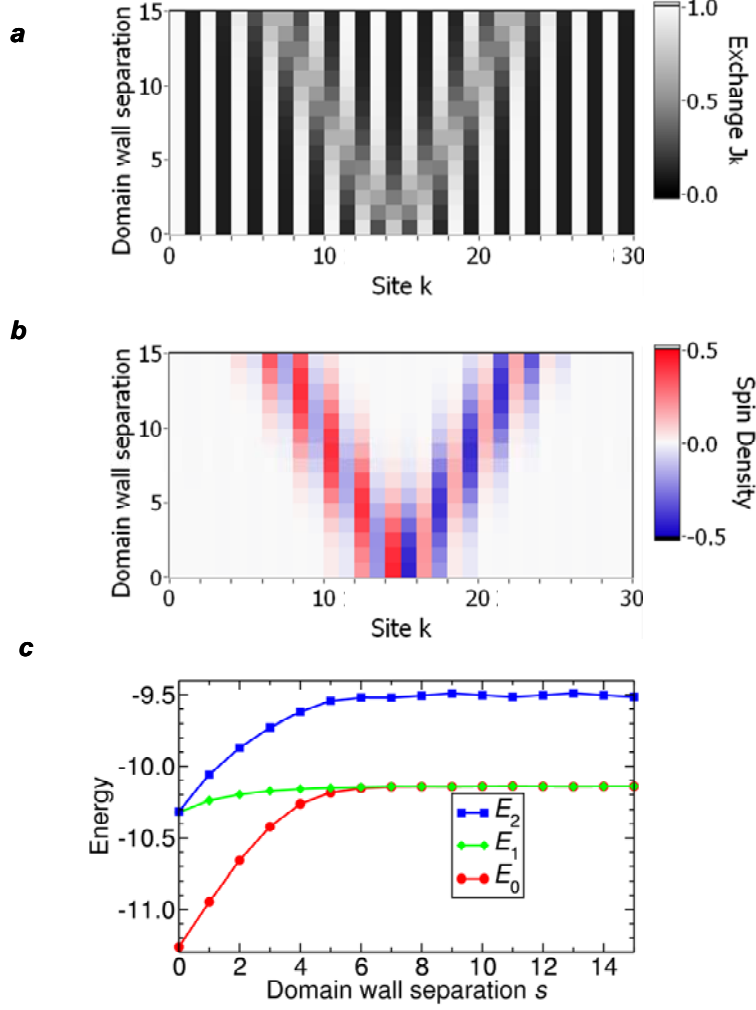 a
Domain wall separation
15
10
5
0
0 10 20 30
Site k
1.0
0.5
0.0
Exchange Jk
b
Domain wall separation
15
10
5
0
0 10 20 30
Site k
0.5
0.0
-0.5
Spin Density
c
Energy
-9.5
-10.0
-10.5
-11.0
E2
E1
E0
0 2 4 6 8 10 12 14
Domain wall separation s